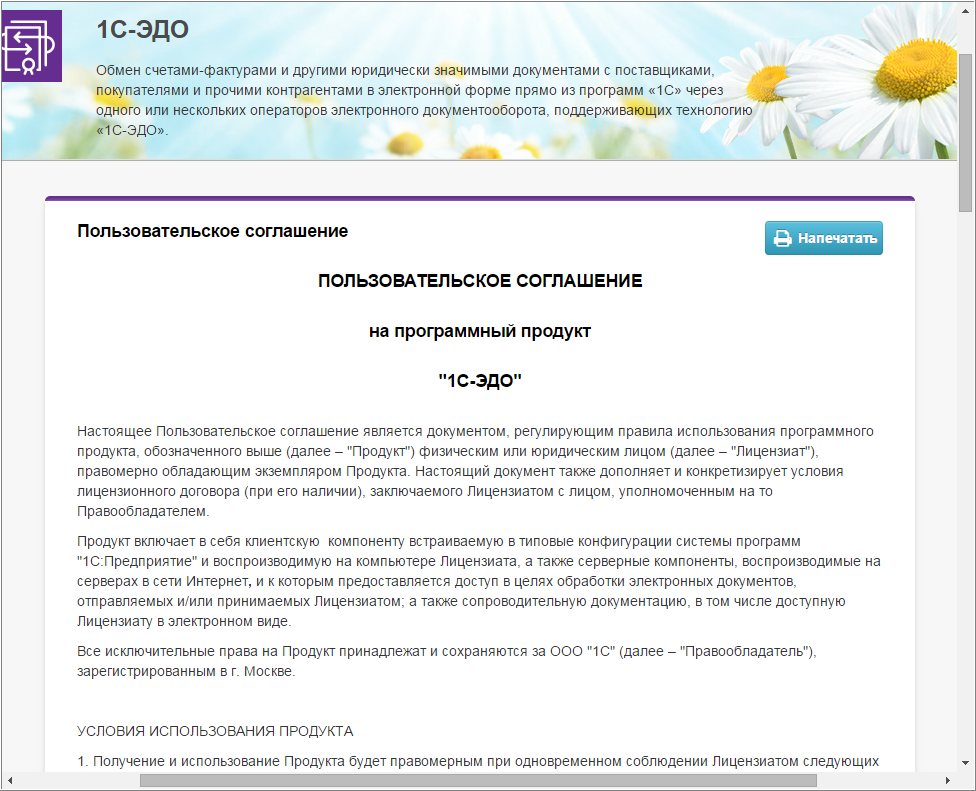 1С-ЭДО
Обмен счетами-фактурами и другими юридически значимыми документами с поставщиками,
покупателями и прочими контрагентами в электронной форме прямо из программ «1С» через
одного или нескольких операторов электронного документооборота, поддерживающих технологию
«1С-ЭДО».
Пользовательское соглашение
Напечатать
ПОЛЬЗОВАТЕЛЬСКОЕ СОГЛАШЕНИЕ
на программный продукт
"1С-ЭДО"
Настоящее Пользовательское соглашение является документом, регулирующим правила использования программного
продукта, обозначенного выше (далее – "Продукт") физическим или юридическим лицом (далее – "Лицензиат"),
правомерно обладающим экземпляром Продукта. Настоящий документ также дополняет и конкретизирует условия
лицензионного договора (при его наличии), заключаемого Лицензиатом с лицом, уполномоченным на то
Правообладателем.
Продукт включает в себя клиентскую  компоненту встраиваемую в типовые конфигурации системы программ
"1С:Предприятие" и воспроизводимую на компьютере Лицензиата, а также серверные компоненты, воспроизводимые на
серверах в сети Интернет, и к которым предоставляется доступ в целях обработки электронных документов,
отправляемых и/или принимаемых Лицензиатом; а также сопроводительную документацию, в том числе доступную
Лицензиату в электронном виде.
Все исключительные права на Продукт принадлежат и сохраняются за ООО "1С" (далее – "Правообладатель"),
зарегистрированным в г. Москве.
УСЛОВИЯ ИСПОЛЬЗОВАНИЯ ПРОДУКТА
1. Получение и использование Продукта будет правомерным при одновременном соблюдении Лицензиатом следующих